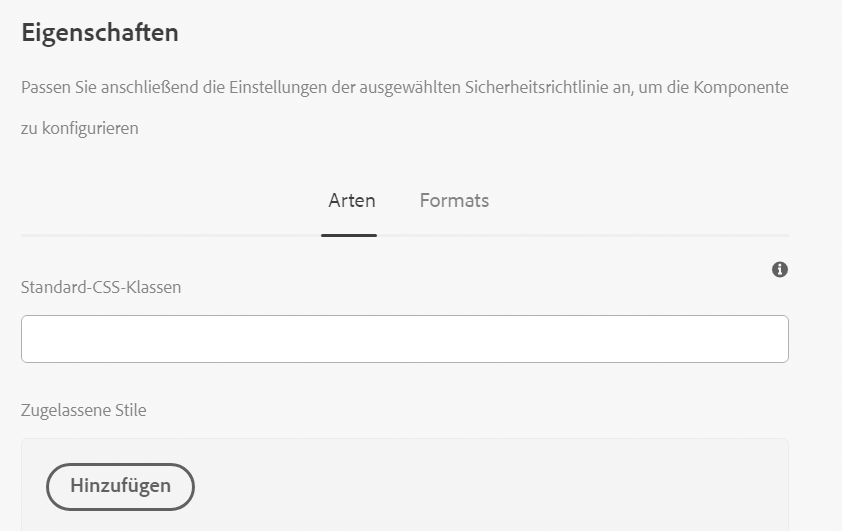 Eigenschaften
Passen Sie anschließend die Einstellungen der ausgewählten Sicherheitsrichtlinie an, um die Komponente
zu konfigurieren
Arten Formats
Standard-CSS-Klassen
Zugelassene Stile
Hinzufügen